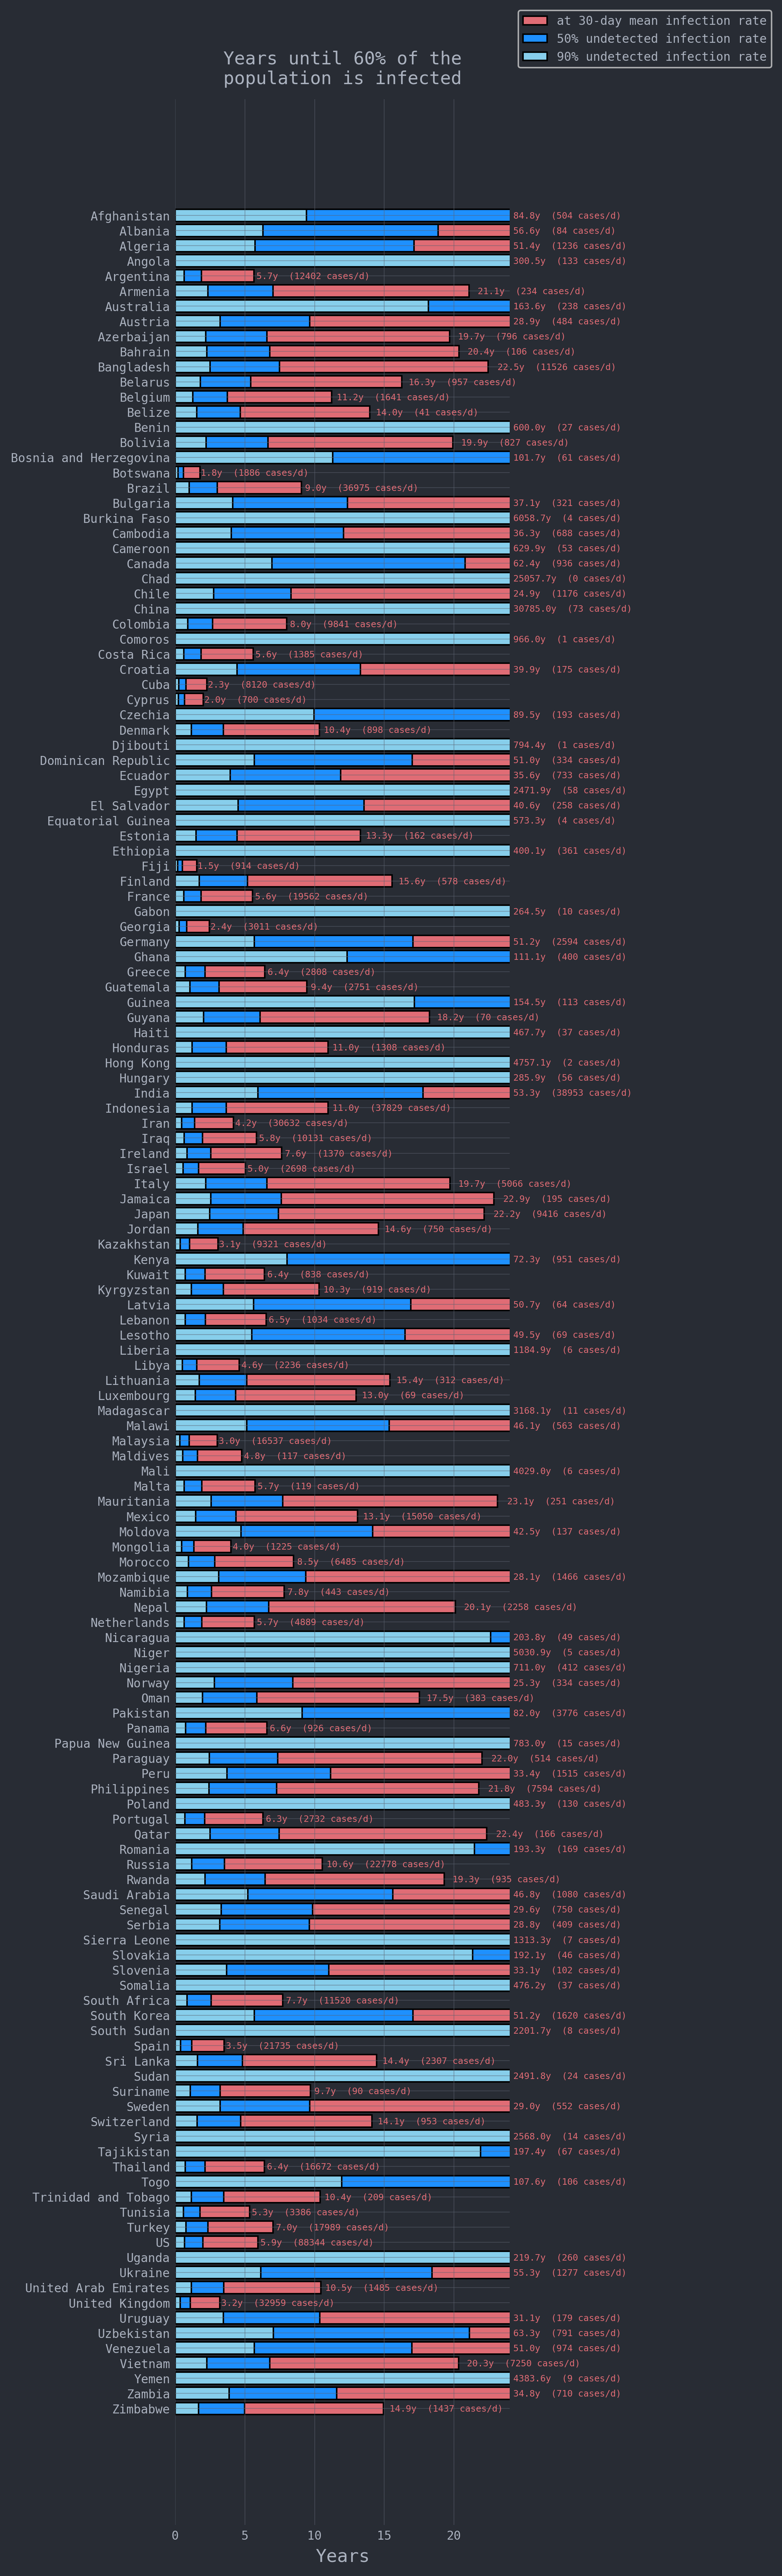 at 30-day mean infection rate
50% undetected infection rate
90% undetected infection rate
Years until 60% of the
population is infected
Afghanistan 84.8y (504 cases/d)
Albania 56.6y (84 cases/d)
Algeria 51.4y (1236 cases/d)
Angola 300.5y (133 cases/d)
Argentina 5.7y (12402 cases/d)
Armenia 21.1y (234 cases/d)
Australia 163.6y (238 cases/d)
Austria 28.9y (484 cases/d)
Azerbaijan 19.7y (796 cases/d)
Bahrain 20.4y (106 cases/d)
Bangladesh 22.5y (11526 cases/d)
Belarus 16.3y (957 cases/d)
Belgium 11.2y (1641 cases/d)
Belize 14.0y (41 cases/d)
Benin 600.0y (27 cases/d)
Bolivia 19.9y (827 cases/d)
Bosnia and Herzegovina 101.7y (61 cases/d)
Botswana 1.8y (1886 cases/d)
Brazil 9.0y (36975 cases/d)
Bulgaria 37.1y (321 cases/d)
Burkina Faso 6058.7y (4 cases/d)
Cambodia 36.3y (688 cases/d)
Cameroon 629.9y (53 cases/d)
Canada 62.4y (936 cases/d)
Chad 25057.7y (0 cases/d)
Chile 24.9y (1176 cases/d)
China 30785.0y (73 cases/d)
Colombia 8.0y (9841 cases/d)
Comoros 966.0y (1 cases/d)
Costa Rica 5.6y (1385 cases/d)
Croatia 39.9y (175 cases/d)
Cuba 2.3y (8120 cases/d)
Cyprus 2.0y (700 cases/d)
Czechia 89.5y (193 cases/d)
Denmark 10.4y (898 cases/d)
Djibouti 794.4y (1 cases/d)
Dominican Republic 51.0y (334 cases/d)
Ecuador 35.6y (733 cases/d)
Egypt 2471.9y (58 cases/d)
El Salvador 40.6y (258 cases/d)
Equatorial Guinea 573.3y (4 cases/d)
Estonia 13.3y (162 cases/d)
Ethiopia 400.1y (361 cases/d)
Fiji 1.5y (914 cases/d)
Finland 15.6y (578 cases/d)
France 5.6y (19562 cases/d)
Gabon 264.5y (10 cases/d)
Georgia 2.4y (3011 cases/d)
Germany 51.2y (2594 cases/d)
Ghana 111.1y (400 cases/d)
Greece 6.4y (2808 cases/d)
Guatemala 9.4y (2751 cases/d)
Guinea 154.5y (113 cases/d)
Guyana 18.2y (70 cases/d)
Haiti 467.7y (37 cases/d)
Honduras 11.0y (1308 cases/d)
Hong Kong 4757.1y (2 cases/d)
Hungary 285.9y (56 cases/d)
India 53.3y (38953 cases/d)
Indonesia 11.0y (37829 cases/d)
Iran 4.2y (30632 cases/d)
Iraq 5.8y (10131 cases/d)
Ireland 7.6y (1370 cases/d)
Israel 5.0y (2698 cases/d)
Italy 19.7y (5066 cases/d)
Jamaica 22.9y (195 cases/d)
Japan 22.2y (9416 cases/d)
Jordan 14.6y (750 cases/d)
Kazakhstan 3.1y (9321 cases/d)
Kenya 72.3y (951 cases/d)
Kuwait 6.4y (838 cases/d)
Kyrgyzstan 10.3y (919 cases/d)
Latvia 50.7y (64 cases/d)
Lebanon 6.5y (1034 cases/d)
Lesotho 49.5y (69 cases/d)
Liberia 1184.9y (6 cases/d)
Libya 4.6y (2236 cases/d)
Lithuania 15.4y (312 cases/d)
Luxembourg 13.0y (69 cases/d)
Madagascar 3168.1y (11 cases/d)
Malawi 46.1y (563 cases/d)
Malaysia 3.0y (16537 cases/d)
Maldives 4.8y (117 cases/d)
Mali 4029.0y (6 cases/d)
Malta 5.7y (119 cases/d)
Mauritania 23.1y (251 cases/d)
Mexico 13.1y (15050 cases/d)
Moldova 42.5y (137 cases/d)
Mongolia 4.0y (1225 cases/d)
Morocco 8.5y (6485 cases/d)
Mozambique 28.1y (1466 cases/d)
Namibia 7.8y (443 cases/d)
Nepal 20.1y (2258 cases/d)
Netherlands 5.7y (4889 cases/d)
Nicaragua 203.8y (49 cases/d)
Niger 5030.9y (5 cases/d)
Nigeria 711.0y (412 cases/d)
Norway 25.3y (334 cases/d)
Oman 17.5y (383 cases/d)
Pakistan 82.0y (3776 cases/d)
Panama 6.6y (926 cases/d)
Papua New Guinea 783.0y (15 cases/d)
Paraguay 22.0y (514 cases/d)
Peru 33.4y (1515 cases/d)
Philippines 21.8y (7594 cases/d)
Poland 483.3y (130 cases/d)
Portugal 6.3y (2732 cases/d)
Qatar 22.4y (166 cases/d)
Romania 193.3y (169 cases/d)
Russia 10.6y (22778 cases/d)
Rwanda 19.3y (935 cases/d)
Saudi Arabia 46.8y (1080 cases/d)
Senegal 29.6y (750 cases/d)
Serbia 28.8y (409 cases/d)
Sierra Leone 1313.3y (7 cases/d)
Slovakia 192.1y (46 cases/d)
Slovenia 33.1y (102 cases/d)
Somalia 476.2y (37 cases/d)
South Africa 7.7y (11520 cases/d)
South Korea 51.2y (1620 cases/d)
South Sudan 2201.7y (8 cases/d)
Spain 3.5y (21735 cases/d)
Sri Lanka 14.4y (2307 cases/d)
Sudan 2491.8y (24 cases/d)
Suriname 9.7y (90 cases/d)
Sweden 29.0y (552 cases/d)
Switzerland 14.1y (953 cases/d)
Syria 2568.0y (14 cases/d)
Tajikistan 197.4y (67 cases/d)
Thailand 6.4y (16672 cases/d)
Togo 107.6y (106 cases/d)
Trinidad and Tobago 10.4y (209 cases/d)
Tunisia 5.3y (3386 cases/d)
Turkey 7.0y (17989 cases/d)
US 5.9y (88344 cases/d)
Uganda 219.7y (260 cases/d)
Ukraine 55.3y (1277 cases/d)
United Arab Emirates 10.5y (1485 cases/d)
United Kingdom 3.2y (32959 cases/d)
Uruguay 31.1y (179 cases/d)
Uzbekistan 63.3y (791 cases/d)
Venezuela 51.0y (974 cases/d)
Vietnam 20.3y (7250 cases/d)
Yemen 4383.6y (9 cases/d)
Zambia 34.8y (710 cases/d)
Zimbabwe 14.9y (1437 cases/d)
0 5 10 15 20
Years